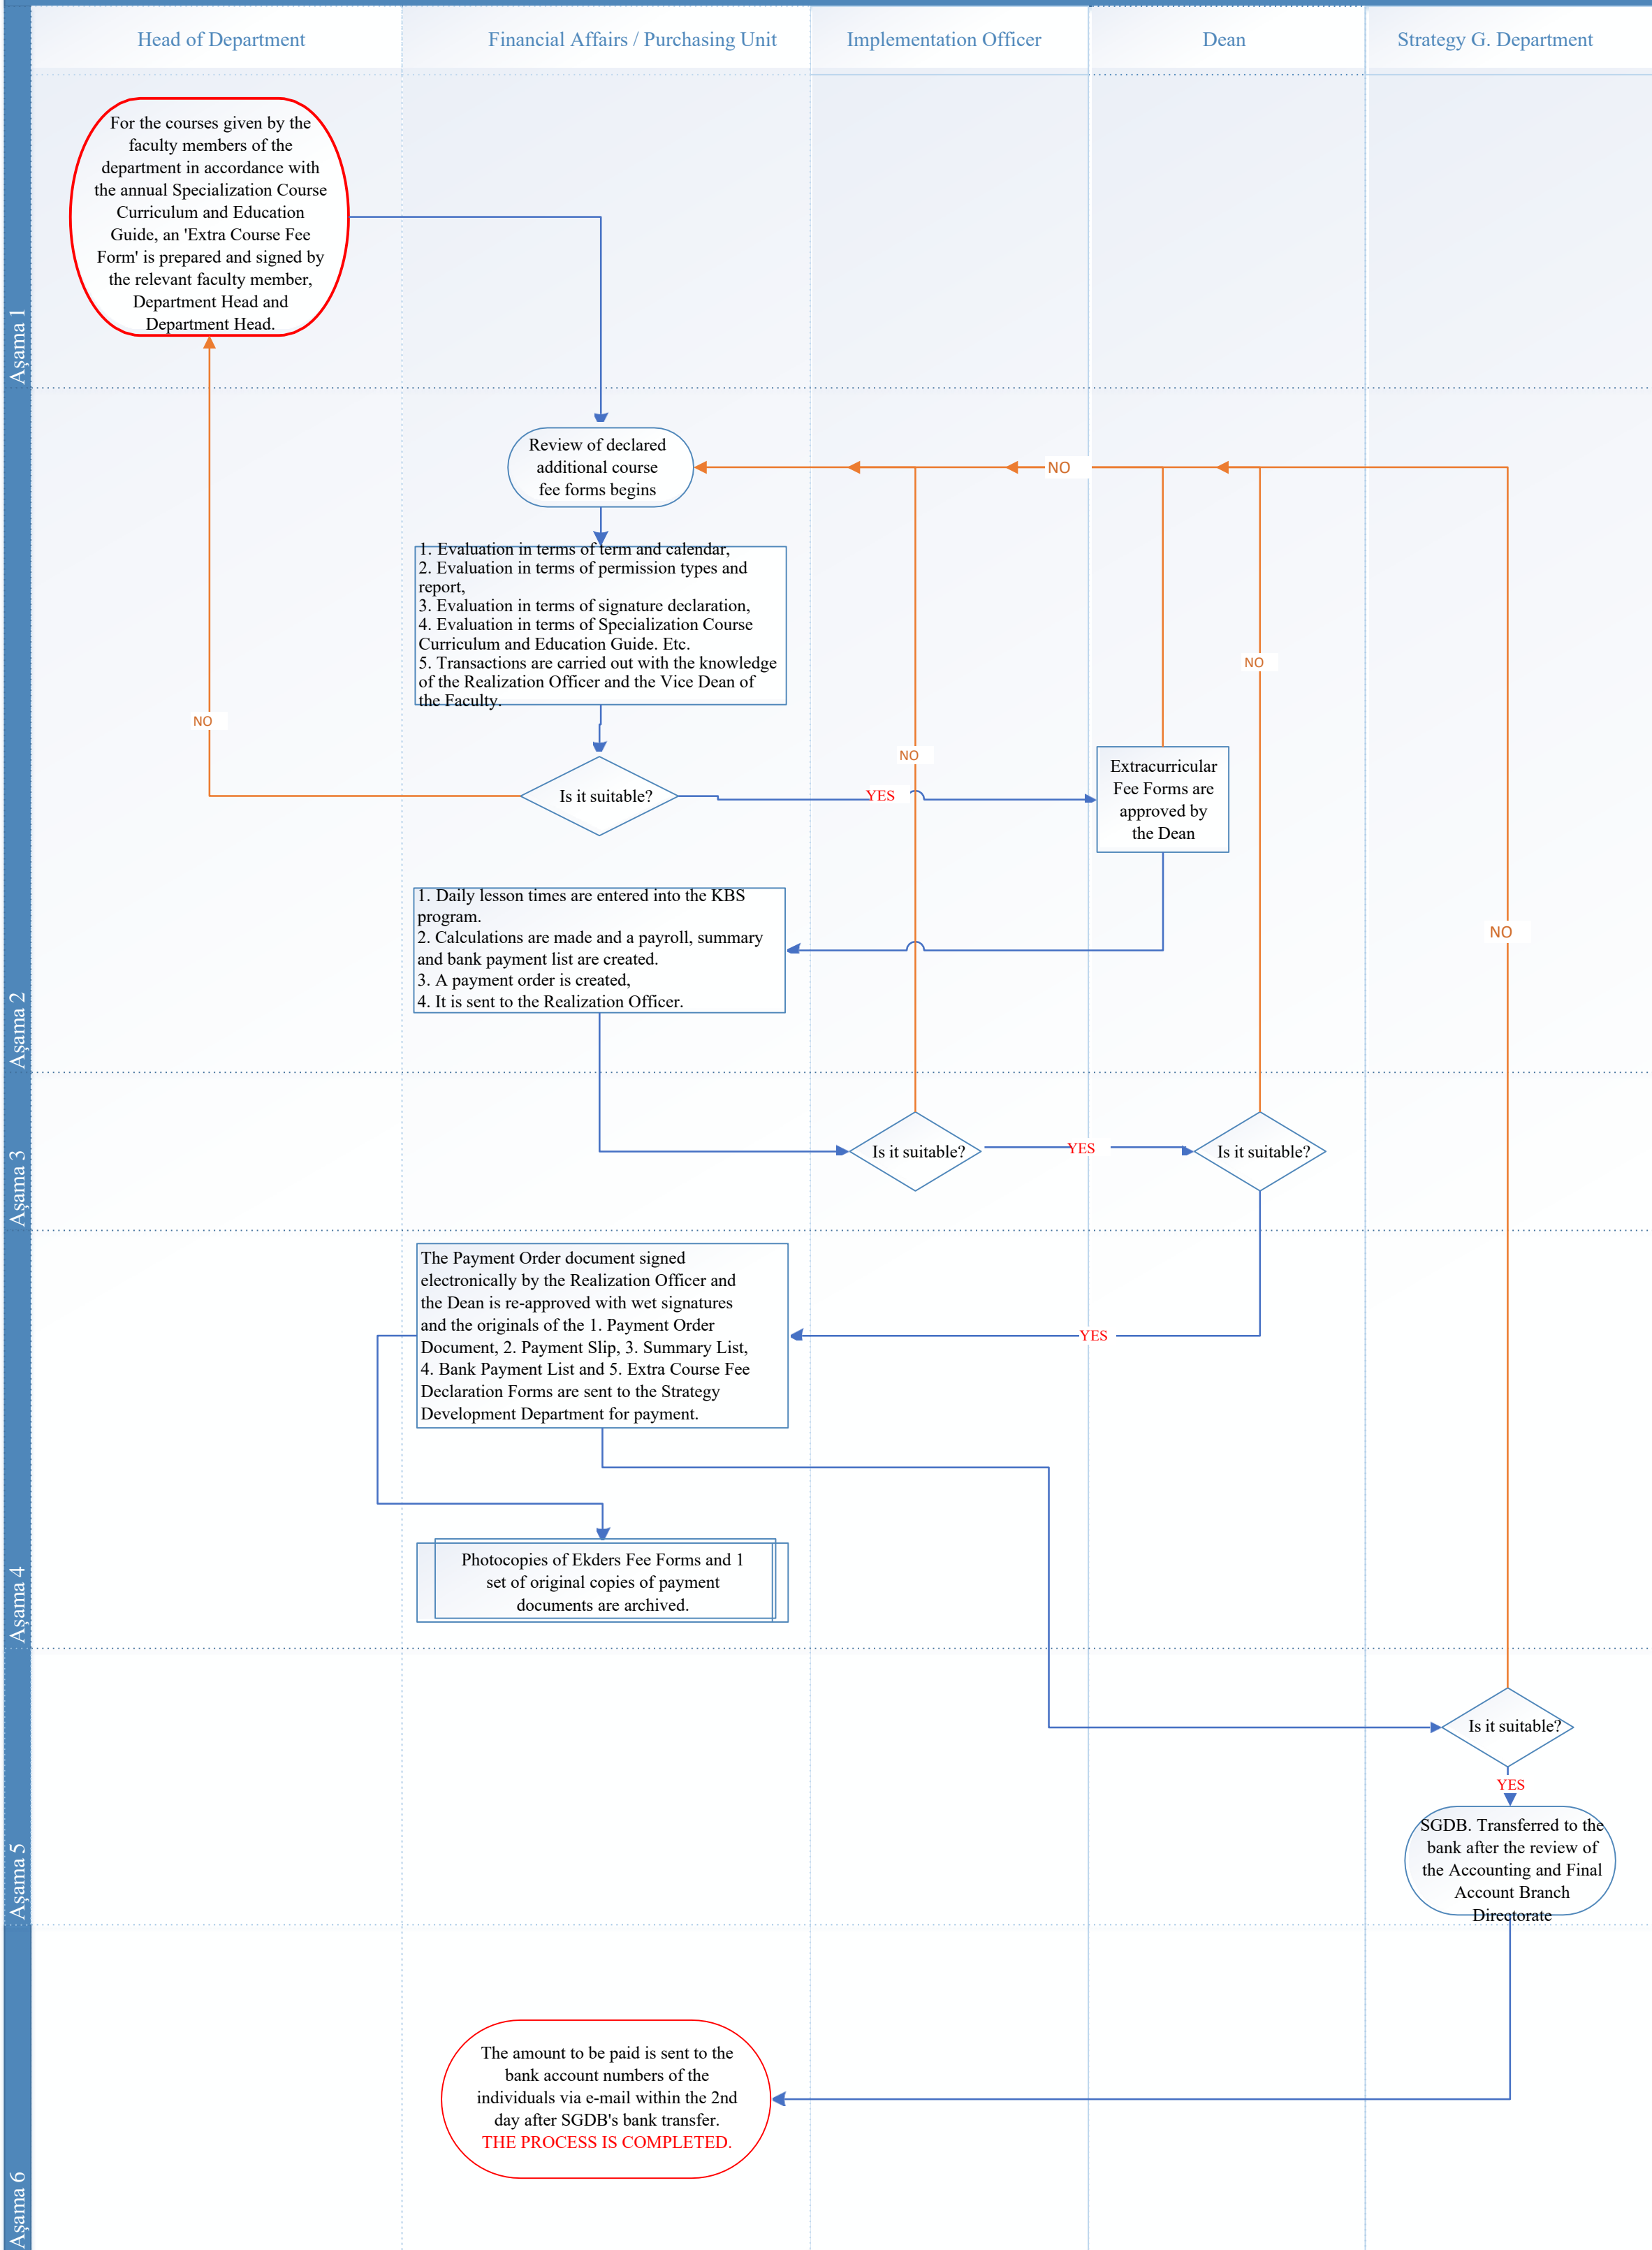 Head of Department
Financial Affairs / Purchasing Unit
Implementation Officer
Dean
Strategy G. Department
Aşama 1
For the courses given by the
faculty members of the
department in accordance with
the annual Specialization Course
Curriculum and Education
Guide, an 'Extra Course Fee
Form' is prepared and signed by
the relevant faculty member,
Department Head and
Department Head.
Aşama 2
Review of declared
additional course
fee forms begins
NO
1. Evaluation in terms of term and calendar,
2. Evaluation in terms of permission types and
report,
3. Evaluation in terms of signature declaration,
4. Evaluation in terms of Specialization Course
Curriculum and Education Guide. Etc.
5. Transactions are carried out with the knowledge
of the Realization Officer and the Vice Dean of
the Faculty.
NO
NO
NO
Is it suitable?
YES
Extracurricular
Fee Forms are
approved by
the Dean
1. Daily lesson times are entered into the KBS
program.
2. Calculations are made and a payroll, summary
and bank payment list are created.
3. A payment order is created,
4. It is sent to the Realization Officer.
NO
Aşama 3
Is it suitable?
YES
Is it suitable?
Aşama 4
The Payment Order document signed
electronically by the Realization Officer and
the Dean is re-approved with wet signatures
and the originals of the 1. Payment Order
Document, 2. Payment Slip, 3. Summary List,
4. Bank Payment List and 5. Extra Course Fee
Declaration Forms are sent to the Strategy
Development Department for payment.
YES
Photocopies of Ekders Fee Forms and 1
set of original copies of payment
documents are archived.
Aşama 5
Is it suitable?
YES
SGDB. Transferred to the
bank after the review of
the Accounting and Final
Account Branch
Directorate
Aşama 6
The amount to be paid is sent to the
bank account numbers of the
individuals via e-mail within the 2nd
day after SGDB's bank transfer.
THE PROCESS IS COMPLETED.